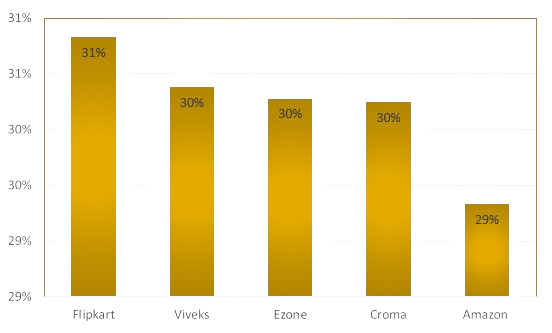 31%
31%
30%
30%
29%
29%
31%
30%
30%
30%
29%
Flipkart
Viveks
Ezone
Croma
Amazon